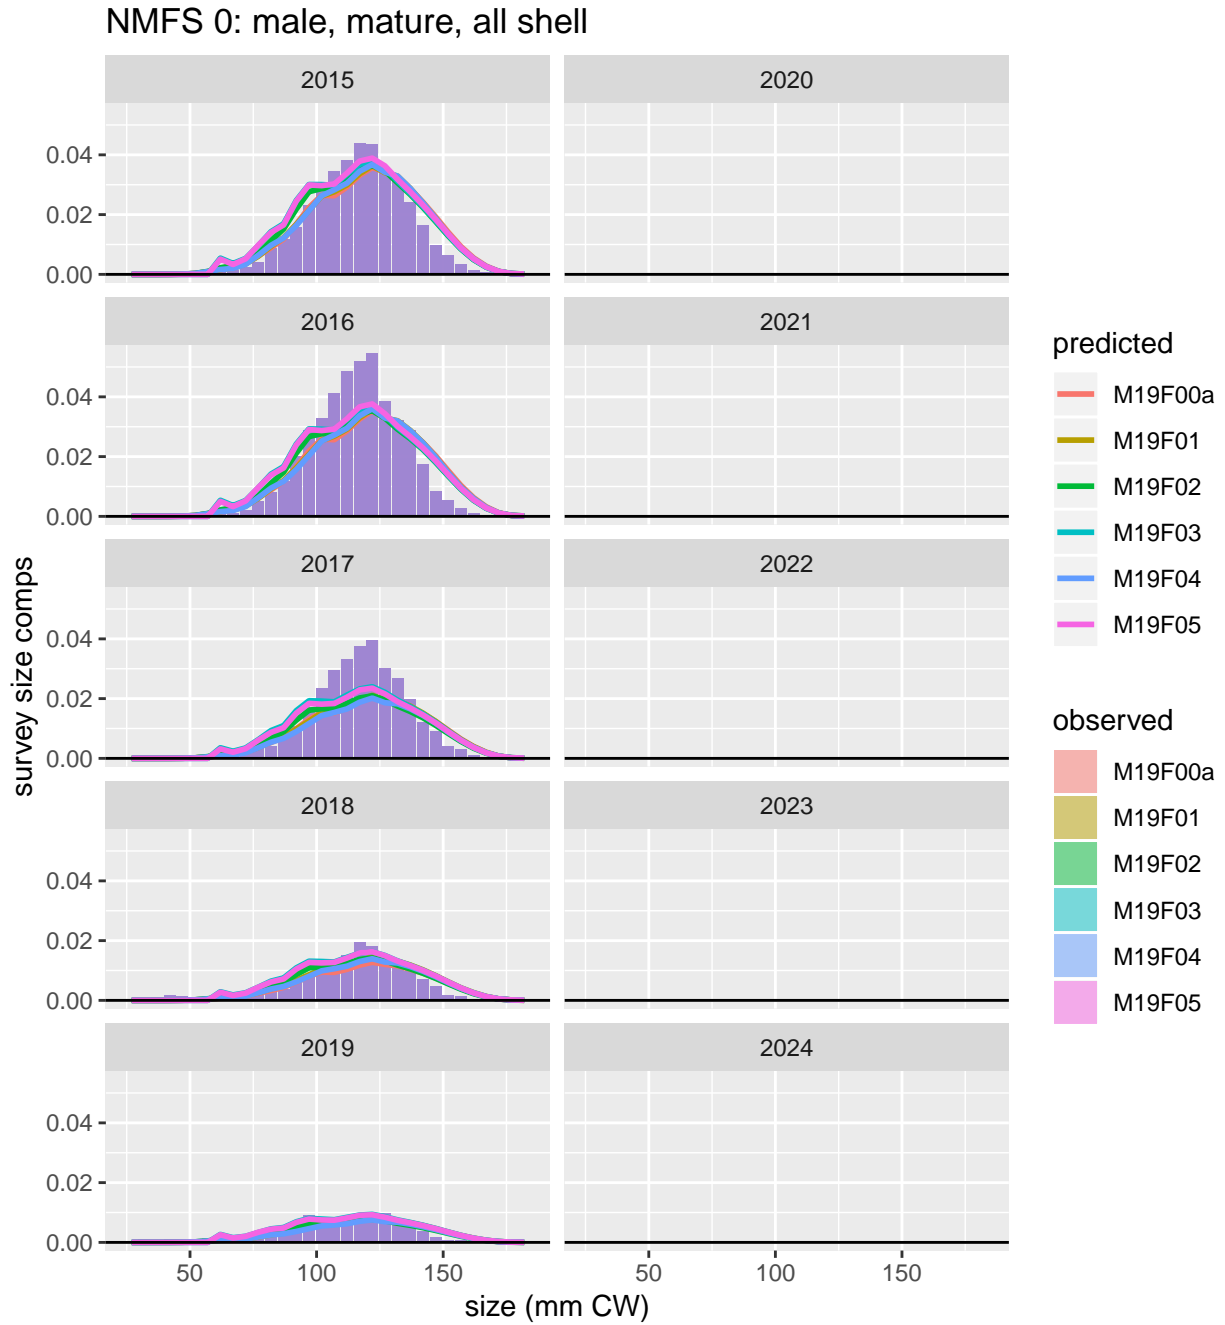 NMFS 0: male, mature, all shell
2015
2020
0.04
0.02
0.00
2016
2021
0.04
0.02
0.00
2017
2022
0.04
0.02
0.00
2018
2023
0.04
0.02
0.00
2019
2024
0.04
0.02
0.00
50
100
150
50
100
150
size (mm CW)
survey size comps
predicted
M19F00a
M19F01
M19F02
M19F03
M19F04
M19F05
observed
M19F00a
M19F01
M19F02
M19F03
M19F04
M19F05